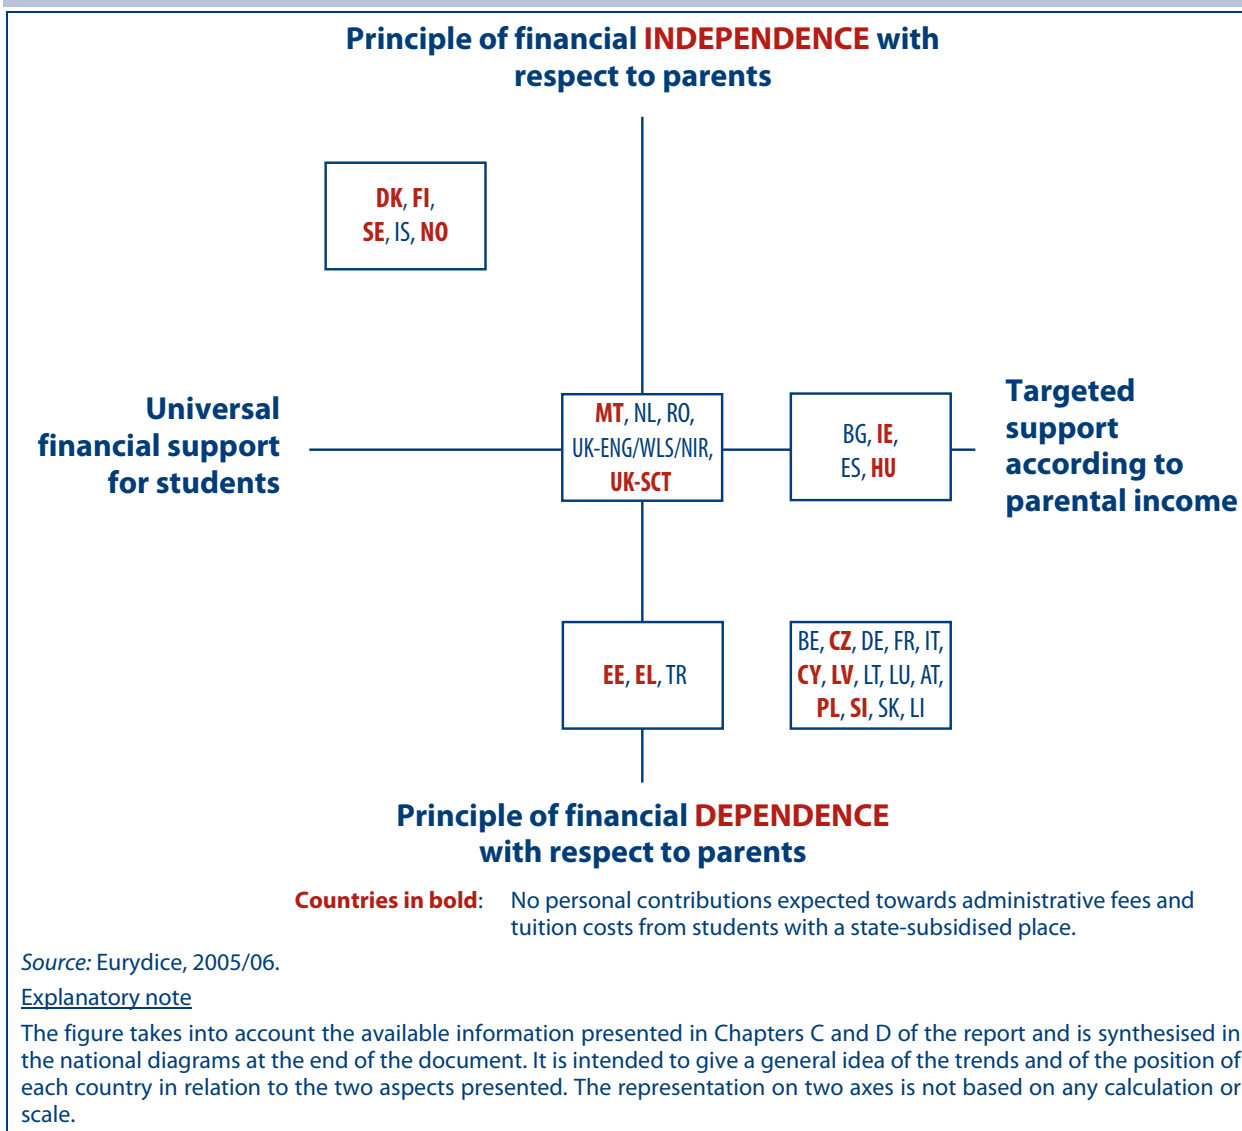 Principle of financial INDEPENDENCE with
respect to parents
DK, FI,
SE, IS, NO
Universal
financial support
for students
MT, NL, RO,
UK-ENG/WLS/NIR,
UK-SCT
BG, IE,
ES, HU
Targeted
support
according to
parental income
EE, EL, TR
BE, CZ, DE, FR, IT,
CY, LV, LT, LU, AT,
PL, SI, SK, LI
Principle of financial DEPENDENCE
with respect to parents
Countries in bold: No personal contributions expected towards administrative fees and
tuition costs from students with a state-subsidised place.
Source: Eurydice, 2005/06.
Explanatory note
The figure takes into account the available information presented in Chapters C and D of the report and is synthesised in
the national diagrams at the end of the document. It is intended to give a general idea of the trends and of the position of
each country in relation to the two aspects presented. The representation on two axes is not based on any calculation or
scale.